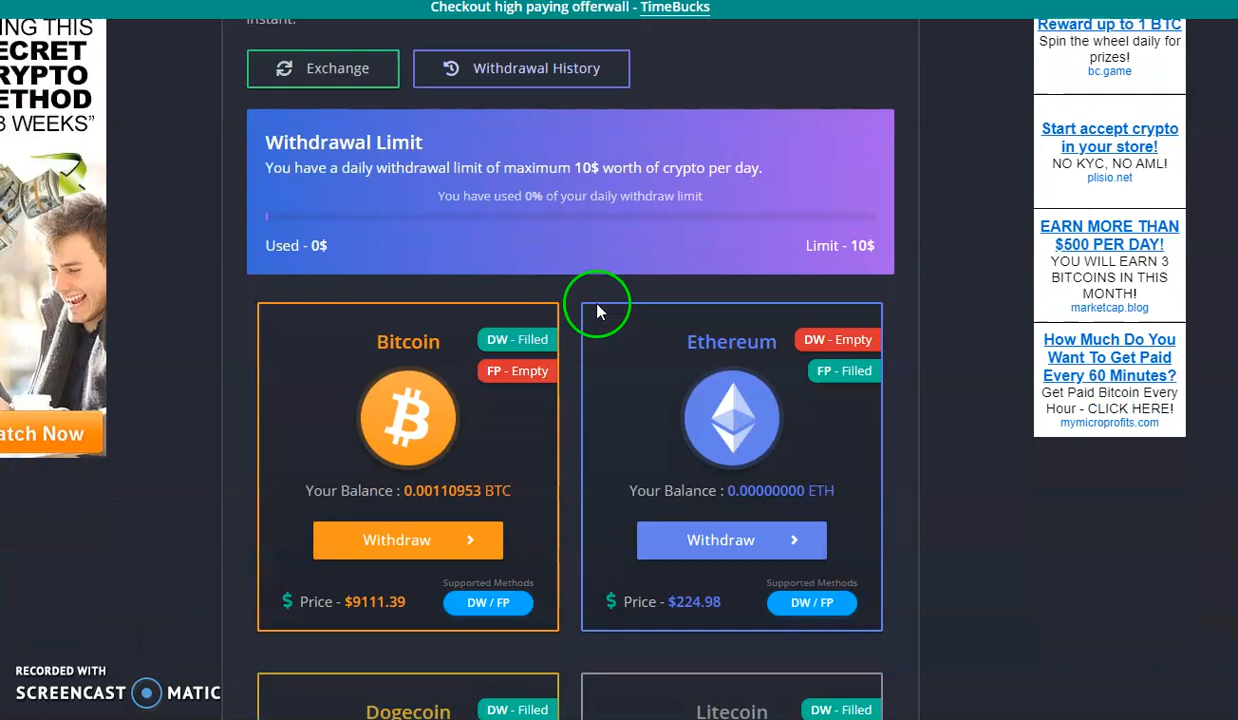 Checkout high paying offerwall - TimeBucks
instant.
Exchange
Withdrawal History
Withdrawal Limit
You have a daily withdrawal limit of maximum 10$ worth of crypto per day.
You have used 0% of your daily withdraw limit
Used - 0$
Limit - 10$
Bitcoin
DW - Filled
FP - Empty
Your Balance : 0.00110953 BTC
Withdraw
Price - $9111.39
Supported Methods
DW / FP
Ethereum
DW - Empty
FP - Filled
Your Balance : 0.00000000 ETH
Withdraw
Price - $224.98
Supported Methods
DW / FP
Dogecoin
DW - Filled
Litecoin
DW - Filled
ING THIS
ECRET
RYPTO
ETHOD
3 WEEKS”
atch Now
Reward up to 1 BTC
Spin the wheel daily for
prizes!
bc.game
Start accept crypto
in your store!
NO KYC, NO AML!
plisio.net
EARN MORE THAN
$500 PER DAY!
YOU WILL EARN 3
BITCOINS IN THIS
MONTH!
marketcap.blog
How Much Do You
Want To Get Paid
Every 60 Minutes?
Get Paid Bitcoin Every
Hour - CLICK HERE!
mymicroprofits.com
RECORDED WITH
SCREENCAST MATIC